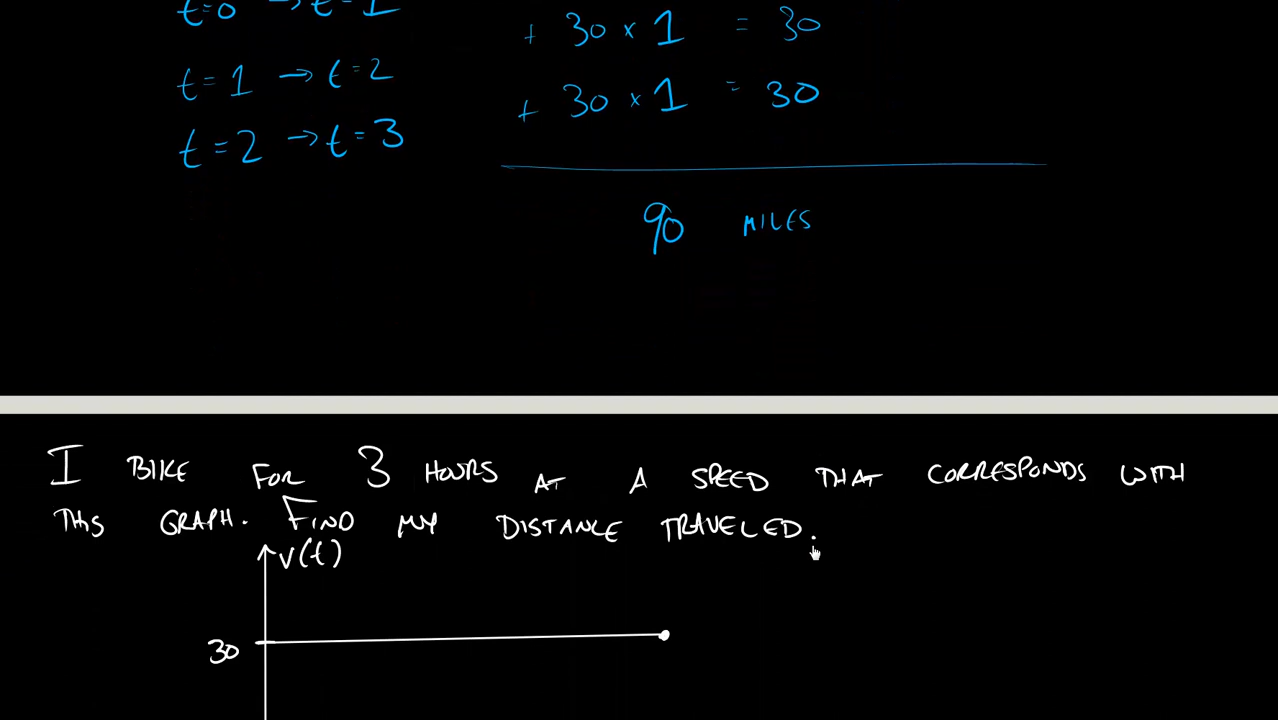 t=0 → t=1
+ 30 × 1 = 30
t=1 → t=2
+ 30 × 1 = 30
t=2 → t=3
90 MILES
I BIKE FOR 3 HOURS AT A SPEED THAT CORRESPONDS WITH
THIS GRAPH. FIND MY DISTANCE TRAVELED.
V(t)
30